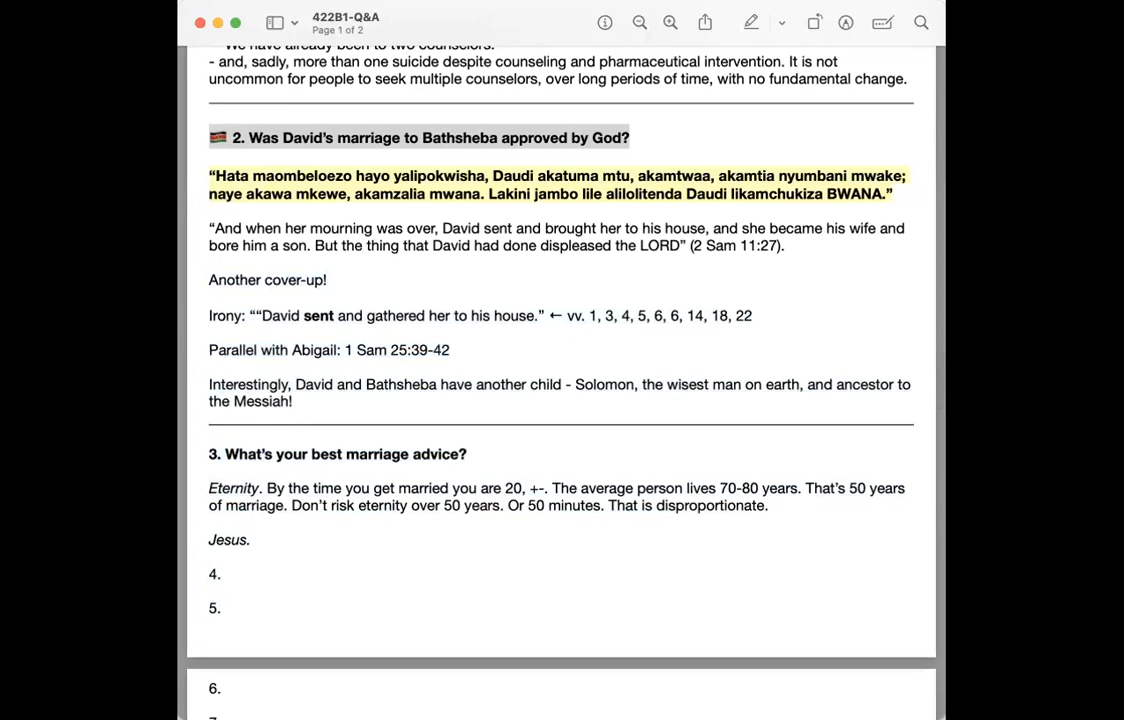 422B1-Q&A
Page 1 of 2
- We have already been to two counselors.
- and, sadly, more than one suicide despite counseling and pharmaceutical intervention. It is not
uncommon for people to seek multiple counselors, over long periods of time, with no fundamental change.
🇰🇪 2. Was David’s marriage to Bathsheba approved by God?
“Hata maombeloezo hayo yalipokwisha, Daudi akatuma mtu, akamtwaa, akamtia nyumbani mwake;
naye akawa mkewe, akamzalia mwana. Lakini jambo lile alilolitenda Daudi likamchukiza BWANA.”
“And when her mourning was over, David sent and brought her to his house, and she became his wife and
bore him a son. But the thing that David had done displeased the LORD” (2 Sam 11:27).
Another cover-up!
Irony: ““David sent and gathered her to his house.” ← vv. 1, 3, 4, 5, 6, 6, 14, 18, 22
Parallel with Abigail: 1 Sam 25:39-42
Interestingly, David and Bathsheba have another child - Solomon, the wisest man on earth, and ancestor to
the Messiah!
3. What’s your best marriage advice?
Eternity. By the time you get married you are 20, +-. The average person lives 70-80 years. That’s 50 years
of marriage. Don’t risk eternity over 50 years. Or 50 minutes. That is disproportionate.
Jesus.
4.
5.
6.